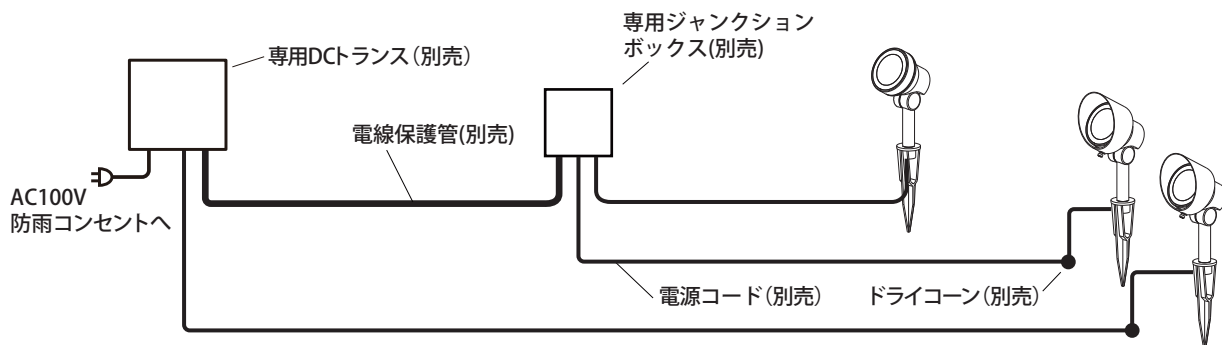 専用DCトランス（別売）
専用ジャンクション
ボックス(別売)
電線保護管(別売)
AC100V
防雨コンセントへ
電源コード（別売）
ドライコーン（別売）